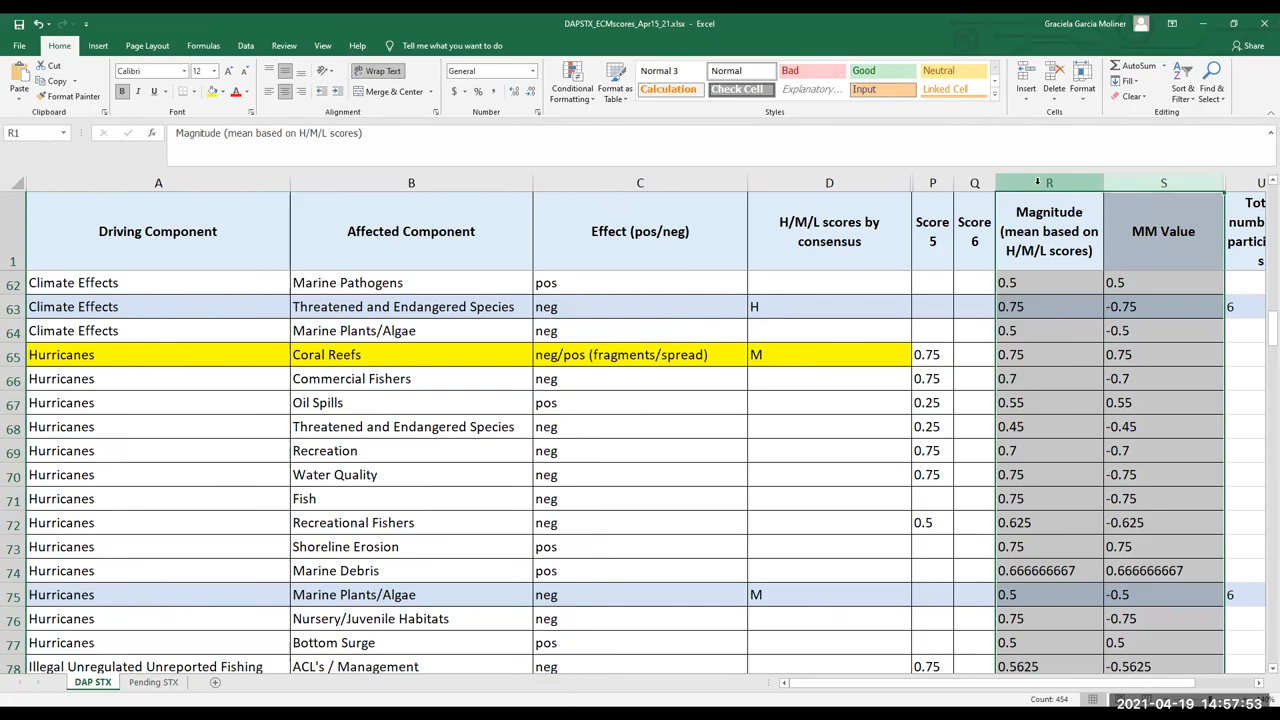 DAPSTX_ECMscores_Apr15_21.xlsx - Excel
Graciela Garcia Moliner
File Home Insert Page Layout Formulas Data Review View Help Tell me what you want to do Share
Paste
Cut
Copy
Format Painter
Clipboard
Calibri 12
B I U
Font
Wrap Text
Merge & Center
Alignment
General
$ % ,
Number
Conditional Formatting
Format as Table
Normal 3 Normal Bad Good Neutral
Calculation Check Cell Explanatory... Input Linked Cell
Styles
Insert Delete Format
Cells
AutoSum
Fill
Clear
Sort & Filter
Find & Select
Editing
R1 fx Magnitude (mean based on H/M/L scores)
A B C D P Q R S U
1 Driving Component Affected Component Effect (pos/neg) H/M/L scores by consensus Score 5 Score 6 Magnitude (mean based on H/M/L scores) MM Value Tot numb partici s
62 Climate Effects Marine Pathogens pos 0.5 0.5
63 Climate Effects Threatened and Endangered Species neg H 0.75 -0.75 6
64 Climate Effects Marine Plants/Algae neg 0.5 -0.5
65 Hurricanes Coral Reefs neg/pos (fragments/spread) M 0.75 0.75 0.75
66 Hurricanes Commercial Fishers neg 0.75 0.7 -0.7
67 Hurricanes Oil Spills pos 0.25 0.55 0.55
68 Hurricanes Threatened and Endangered Species neg 0.25 0.45 -0.45
69 Hurricanes Recreation neg 0.75 0.7 -0.7
70 Hurricanes Water Quality neg 0.75 0.75 -0.75
71 Hurricanes Fish neg 0.75 -0.75
72 Hurricanes Recreational Fishers neg 0.5 0.625 -0.625
73 Hurricanes Shoreline Erosion pos 0.75 0.75
74 Hurricanes Marine Debris pos 0.666666667 0.666666667
75 Hurricanes Marine Plants/Algae neg M 0.5 -0.5 6
76 Hurricanes Nursery/Juvenile Habitats neg 0.75 -0.75
77 Hurricanes Bottom Surge pos 0.5 0.5
78 Illegal Unregulated Unreported Fishing ACL's / Management neg 0.75 0.5625 -0.5625
DAP STX Pending STX
Count: 454
2021-04-19 14:57:53